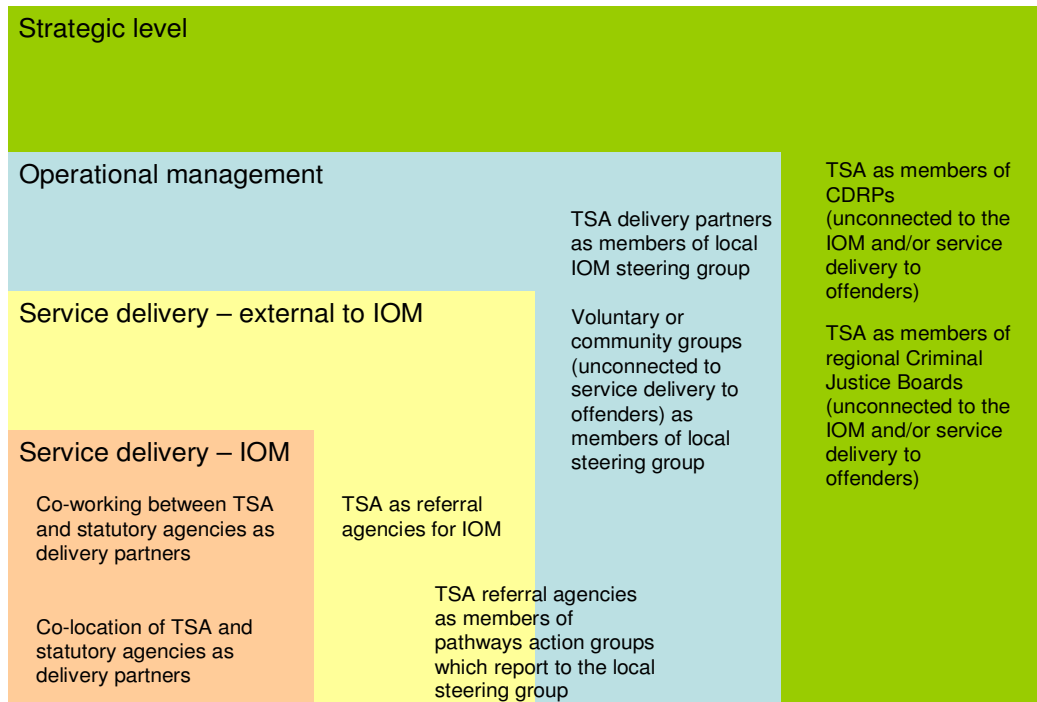 Strategic level
Operational management
TSA as members of
CDRPs
(unconnected to the
IOM and/or service
delivery to
offenders)
TSA as members of
regional Criminal
Justice Boards
(unconnected to the
IOM and/or service
delivery to
offenders)
TSA delivery partners
as members of local
IOM steering group
Voluntary or
community groups
(unconnected to
service delivery to
offenders) as
members of local
steering group
Service delivery – external to IOM
Service delivery – IOM
Co-working between TSA
and statutory agencies as
delivery partners
Co-location of TSA and
statutory agencies as
delivery partners
TSA as referral
agencies for IOM
TSA referral agencies
as members of
pathways action groups
which report to the local
steering group